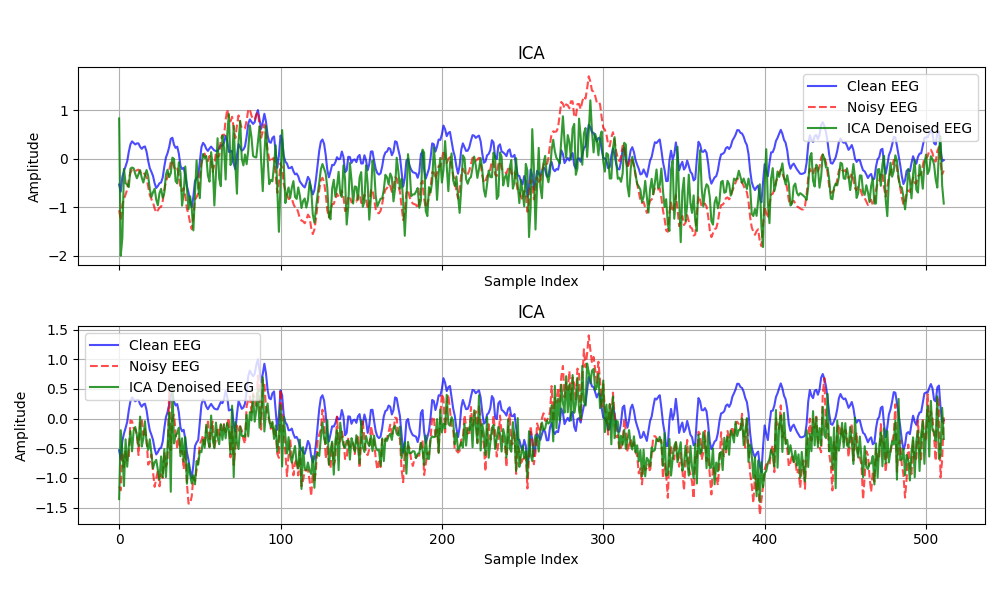 ICA
Amplitude
1
0
−1
−2
Clean EEG
Noisy EEG
ICA Denoised EEG
Sample Index
ICA
Amplitude
1.5
1.0
0.5
0.0
−0.5
−1.0
−1.5
Clean EEG
Noisy EEG
ICA Denoised EEG
0 100 200 300 400 500
Sample Index